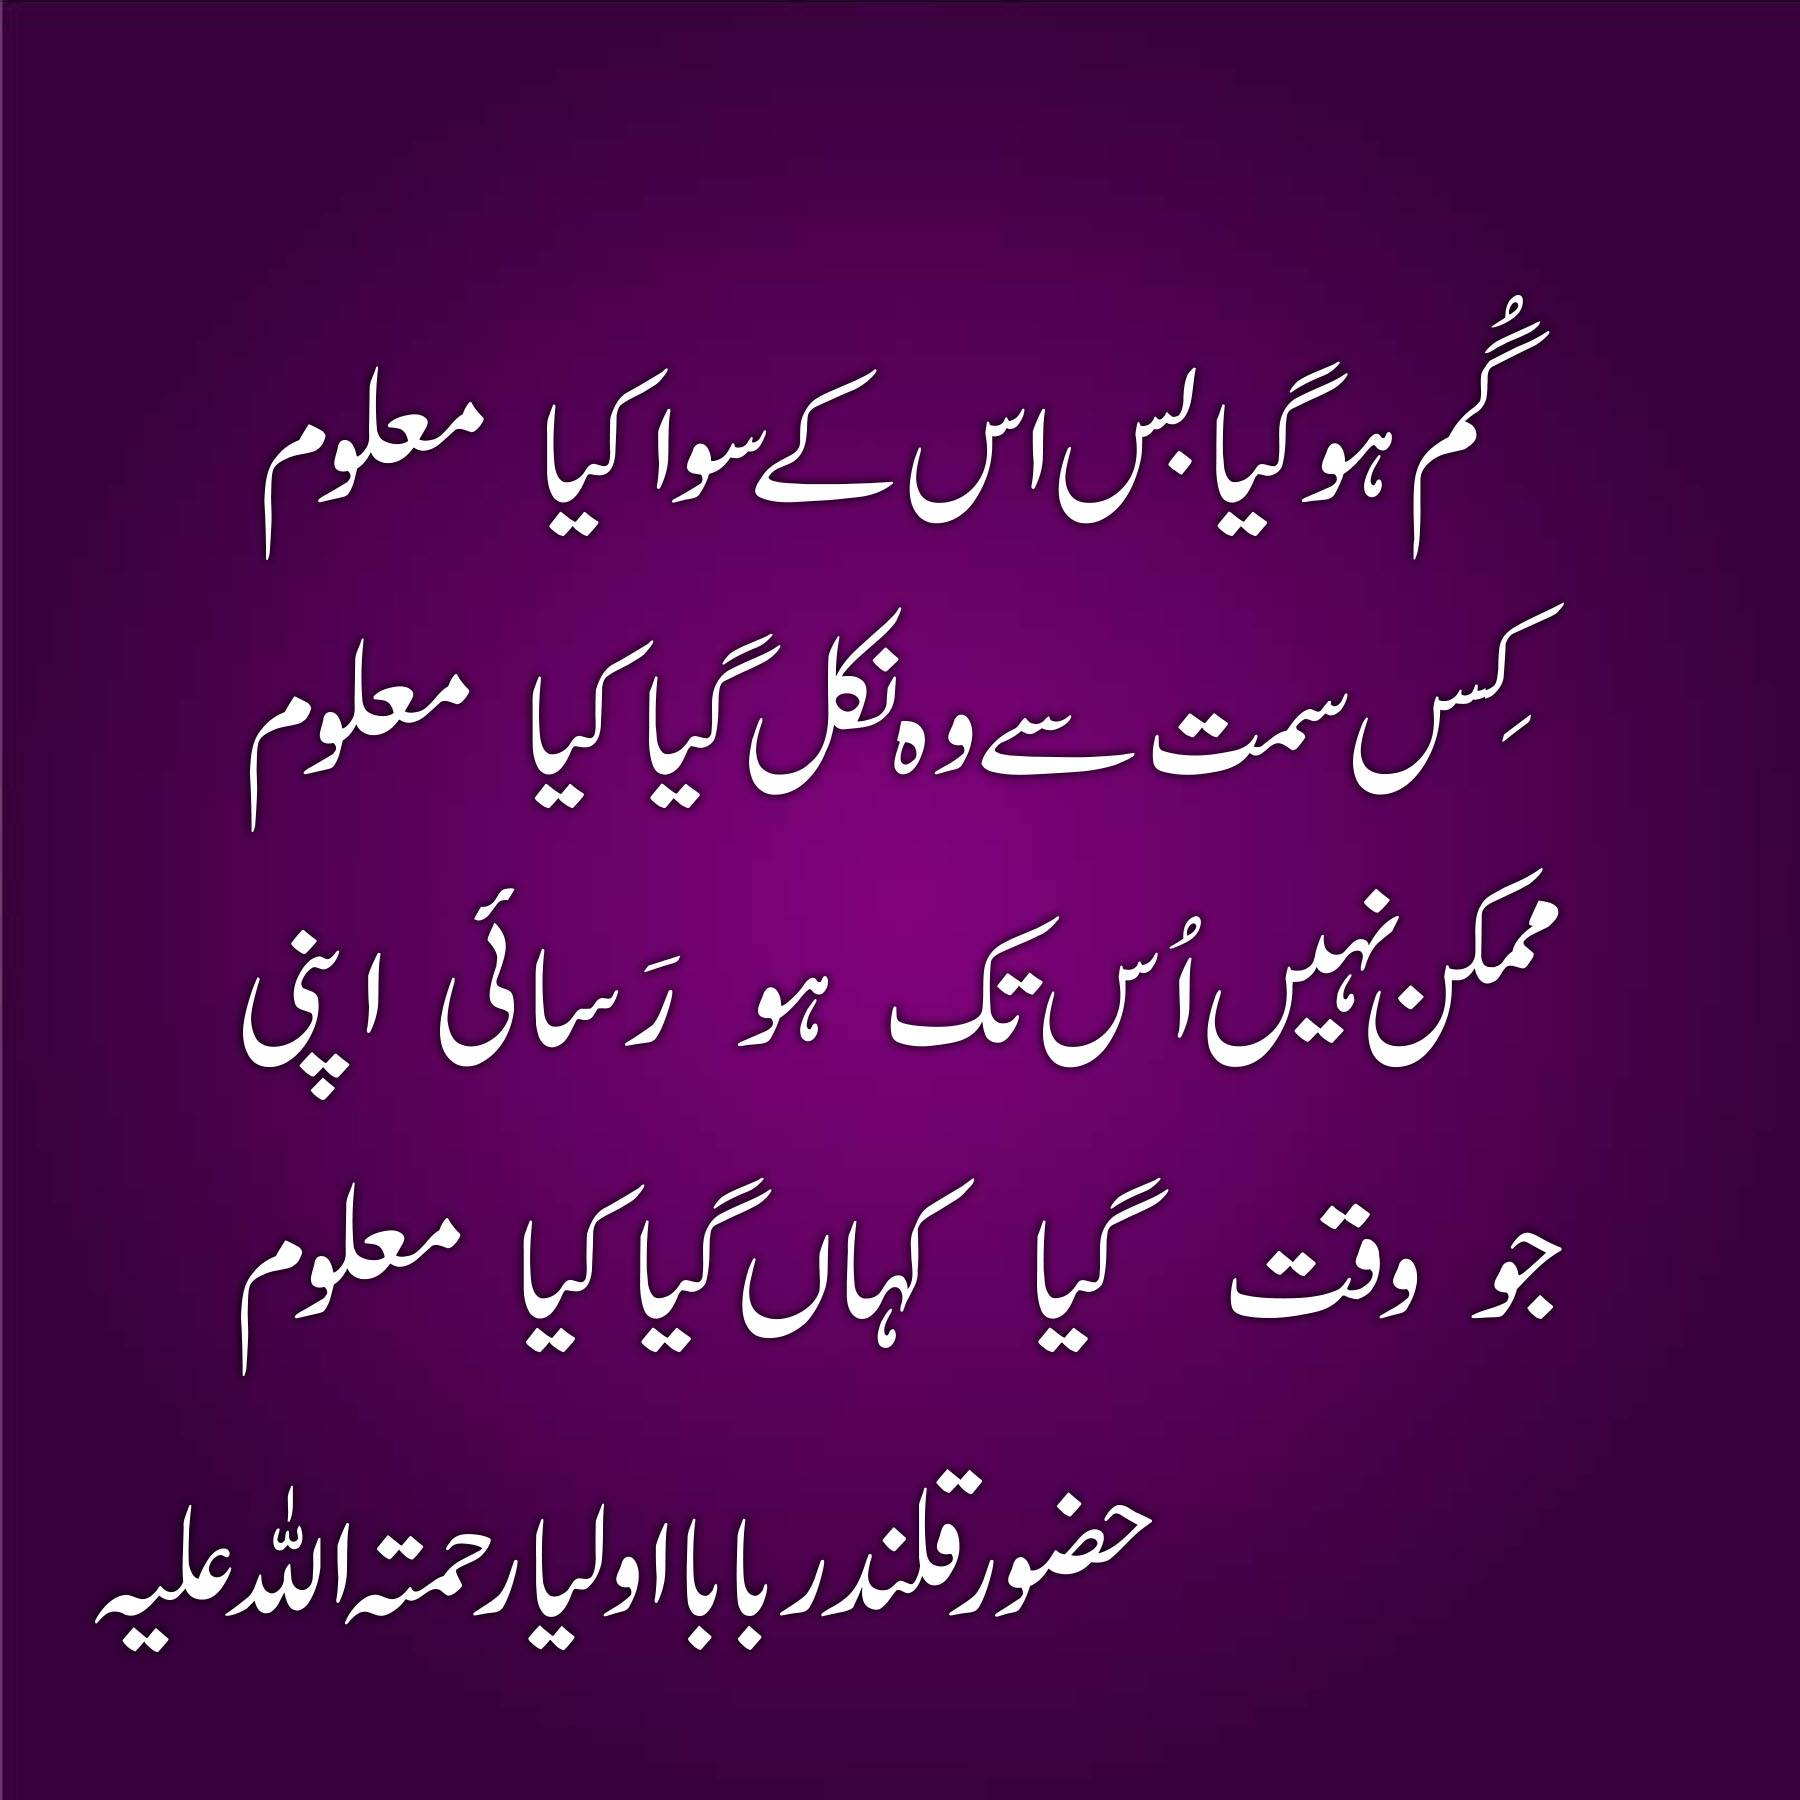 گُم ہو گیا بس اس کے سوا کیا معلوم
کِس سمت سے وہ نکل گیا کیا معلوم
ممکن نہیں اُس تک ہو رَسائی اپنی
جو وقت گیا کہاں گیا کیا معلوم
حضور قلندر بابا اولیا رحمتہ اللہ علیہ